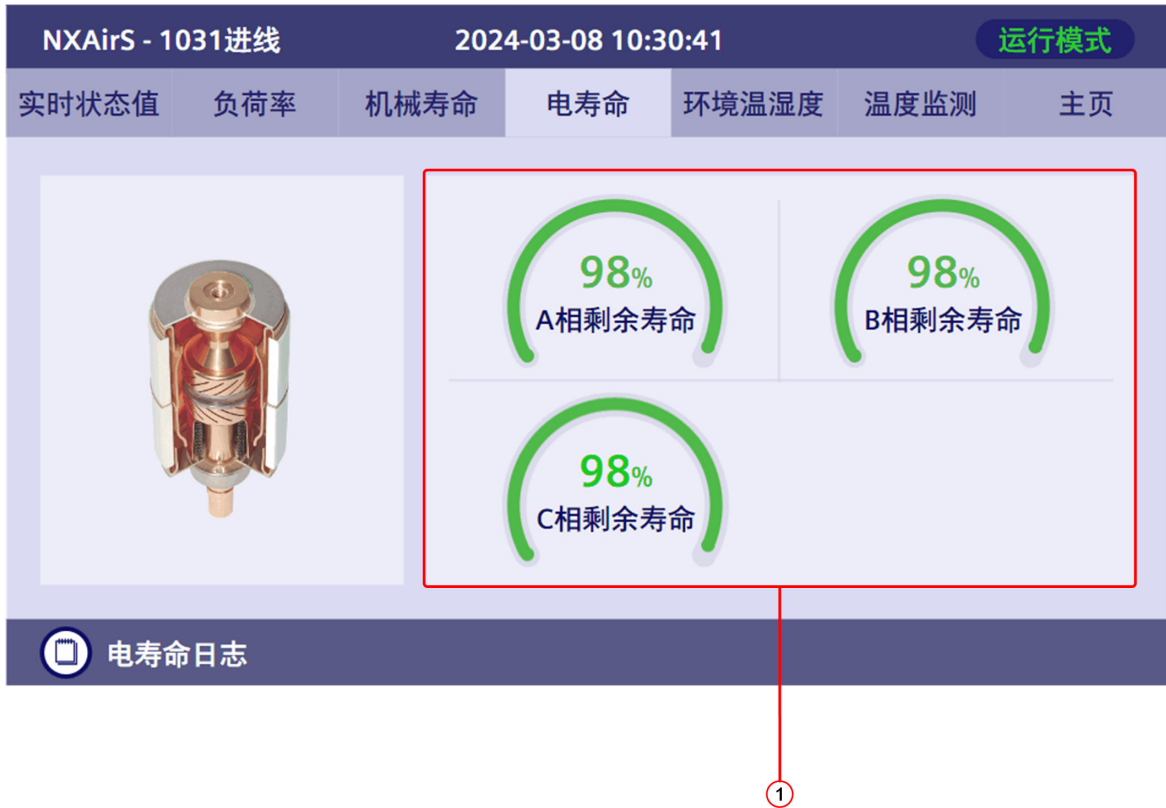 NXAirS - 1031进线 2024-03-08 10:30:41 运行模式
实时状态值 负荷率 机械寿命 电寿命 环境温湿度 温度监测 主页
98% 98%
A相剩余寿命 B相剩余寿命
98%
C相剩余寿命
电寿命日志
1